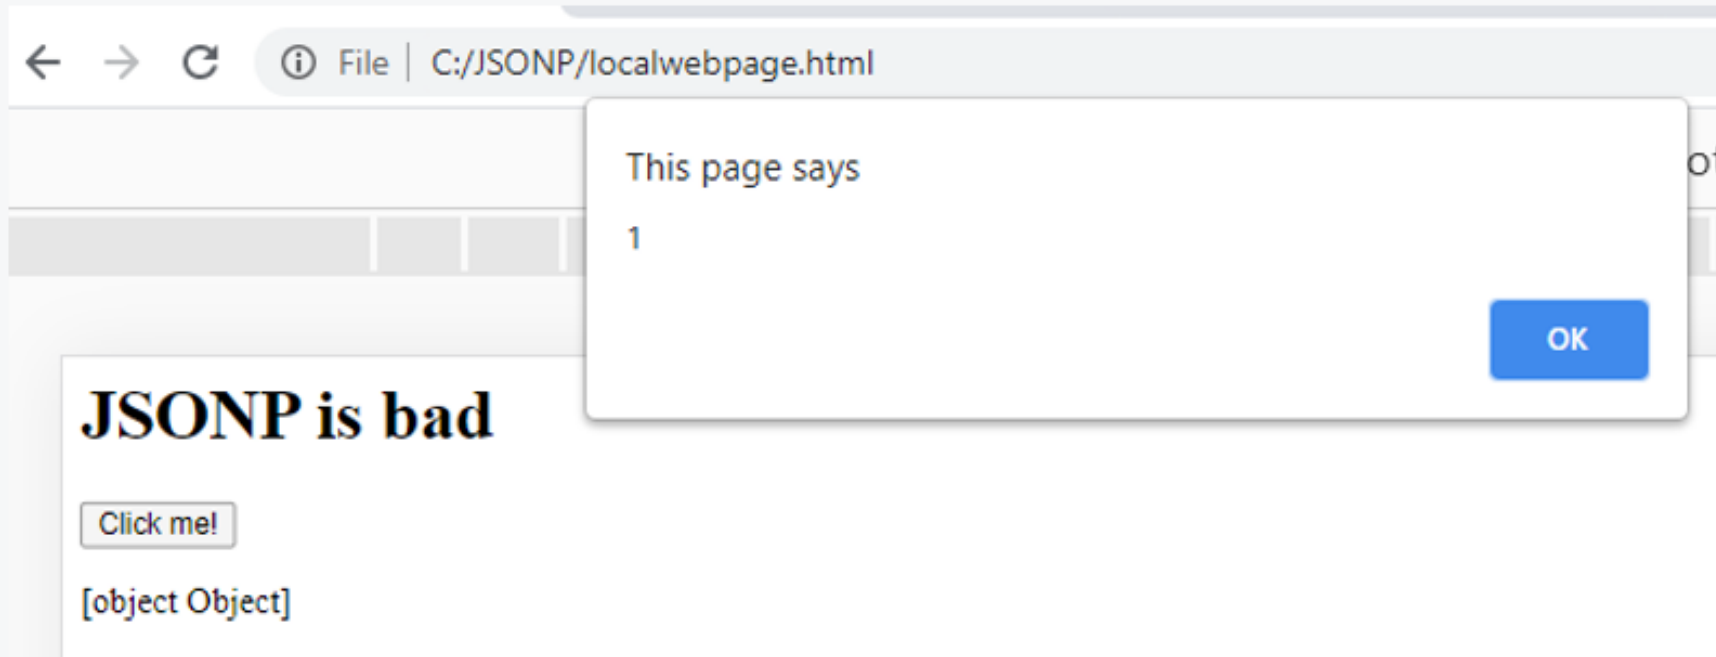 File C:/JSONP/localwebpage.html
This page says
1
OK
JSONP is bad
Click me!
[object Object]